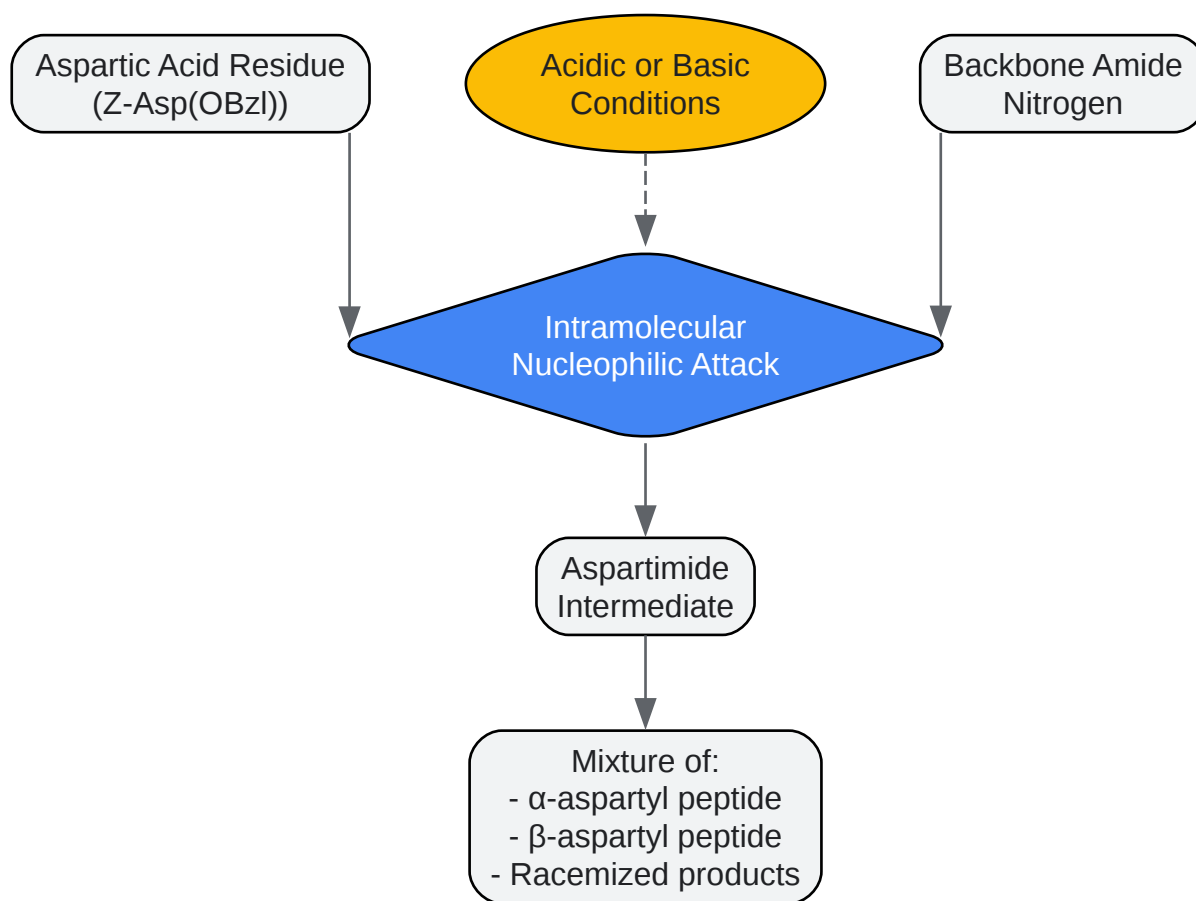 Aspartic Acid Residue
(Z-Asp(OBzl))
Acidic or Basic
Conditions
Backbone Amide
Nitrogen
Intramolecular
Nucleophilic Attack
Aspartimide
Intermediate
Mixture of:
- α-aspartyl peptide
- β-aspartyl peptide
- Racemized products